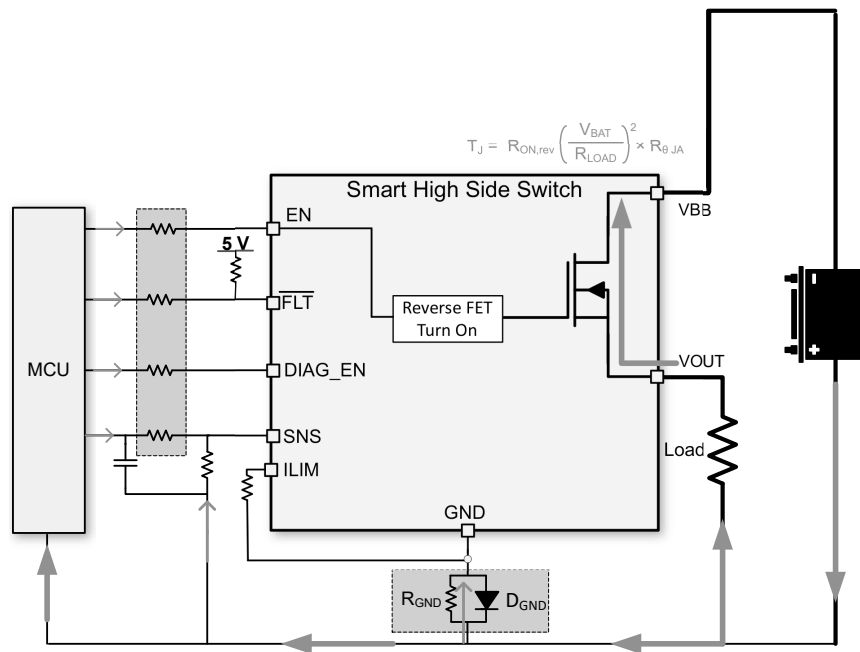 T_J = R_ON,rev (V_BAT / R_LOAD)^2 × R_θJA
Smart High Side Switch
VBB
EN
5 V
FLT
Reverse FET
Turn On
MCU
DIAG_EN
VOUT
-
+
SNS
Load
ILIM
GND
R_GND
D_GND